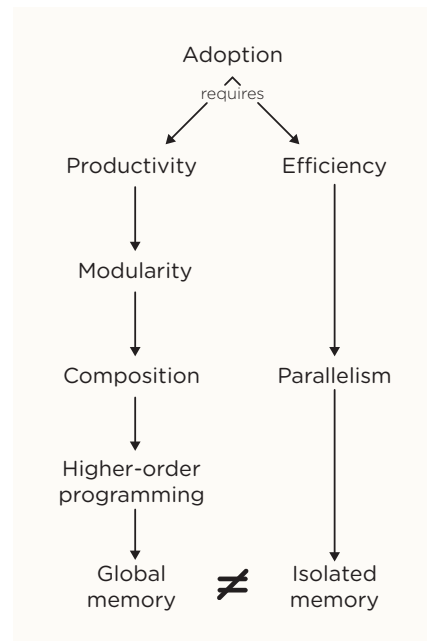 Adoption
requires
Productivity
Efficiency
Modularity
Composition
Parallelism
Higher-order
programming
Global
memory
≠
Isolated
memory